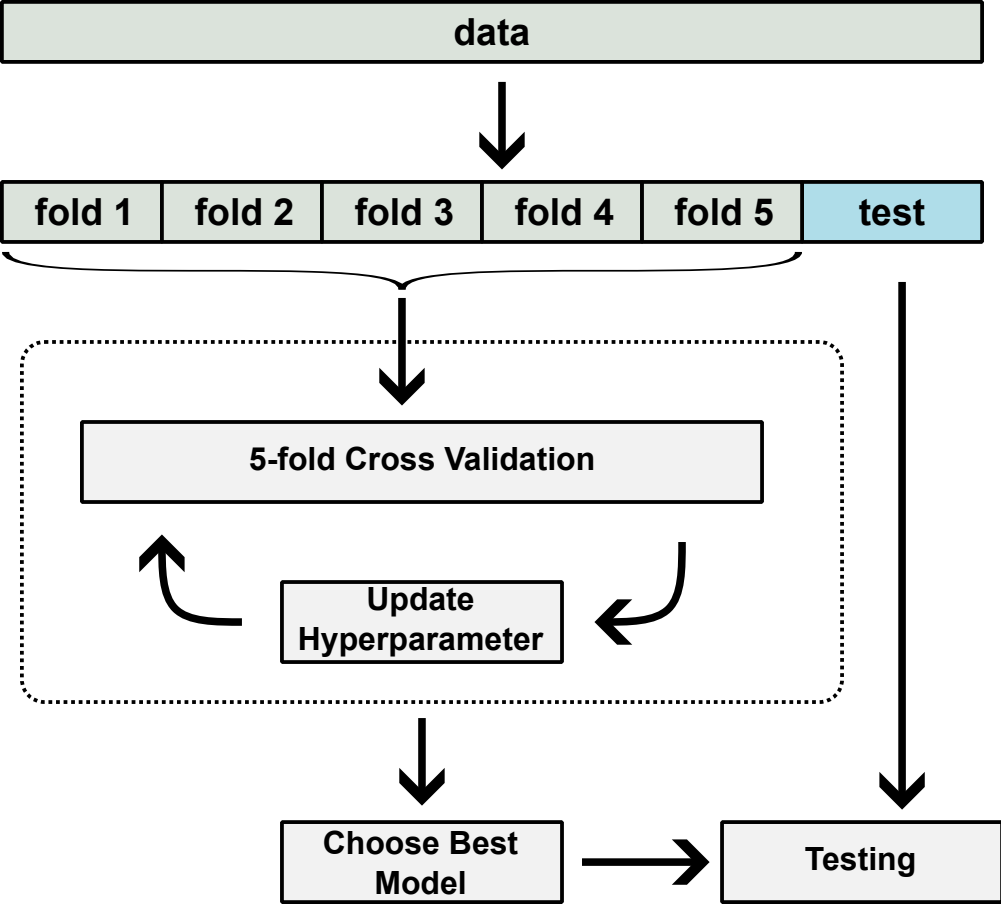 data
fold 1 fold 2 fold 3 fold 4 fold 5 test
5-fold Cross Validation
Update
Hyperparameter
Choose Best
Model
Testing